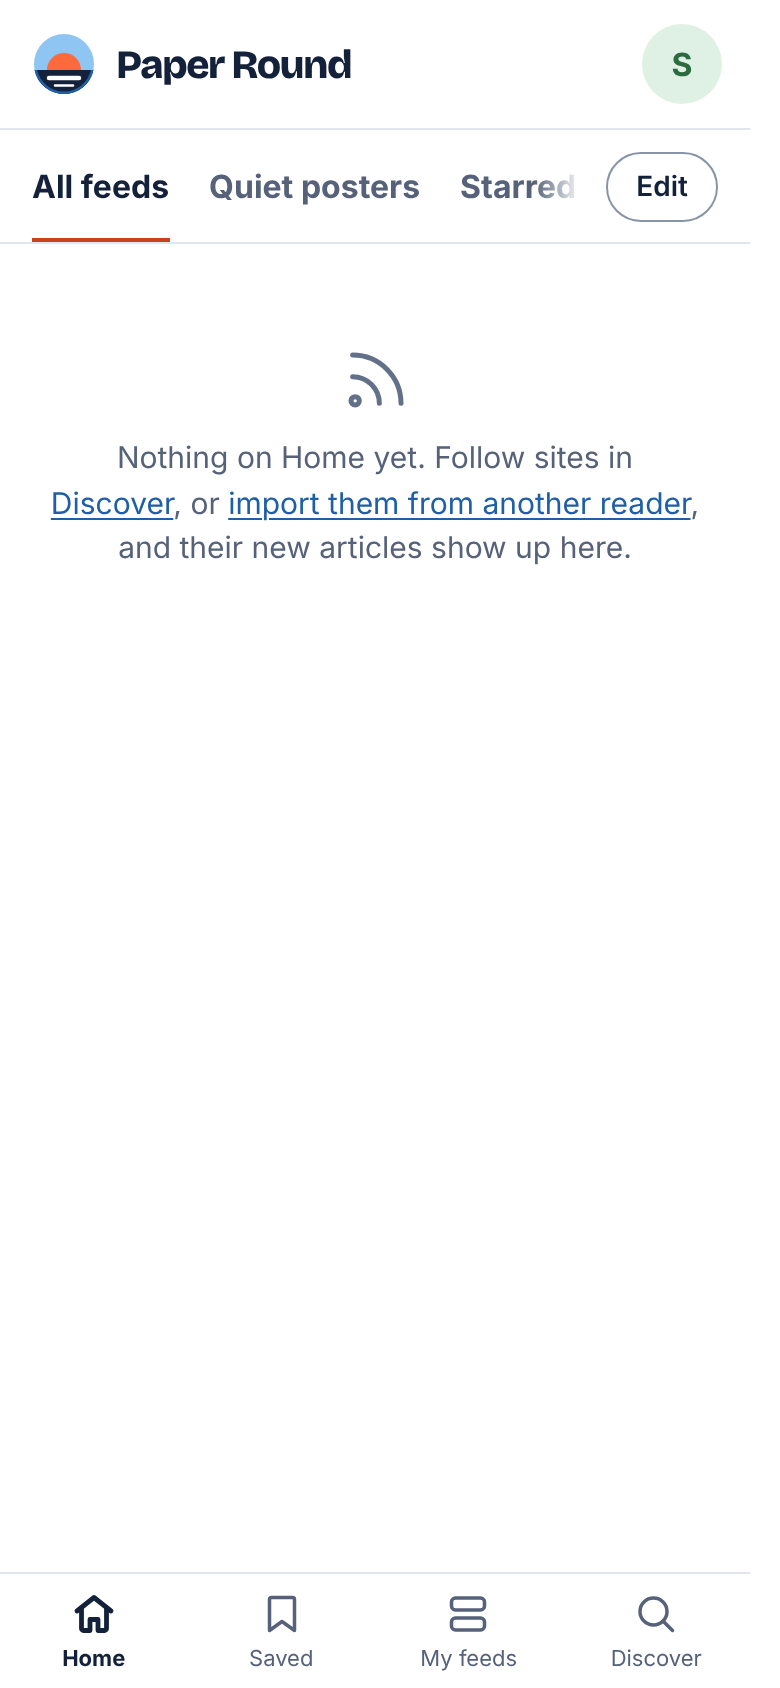 Paper Round
S
All feeds Quiet posters Starred Edit
Nothing on Home yet. Follow sites in
Discover, or import them from another reader,
and their new articles show up here.
Home Saved My feeds Discover